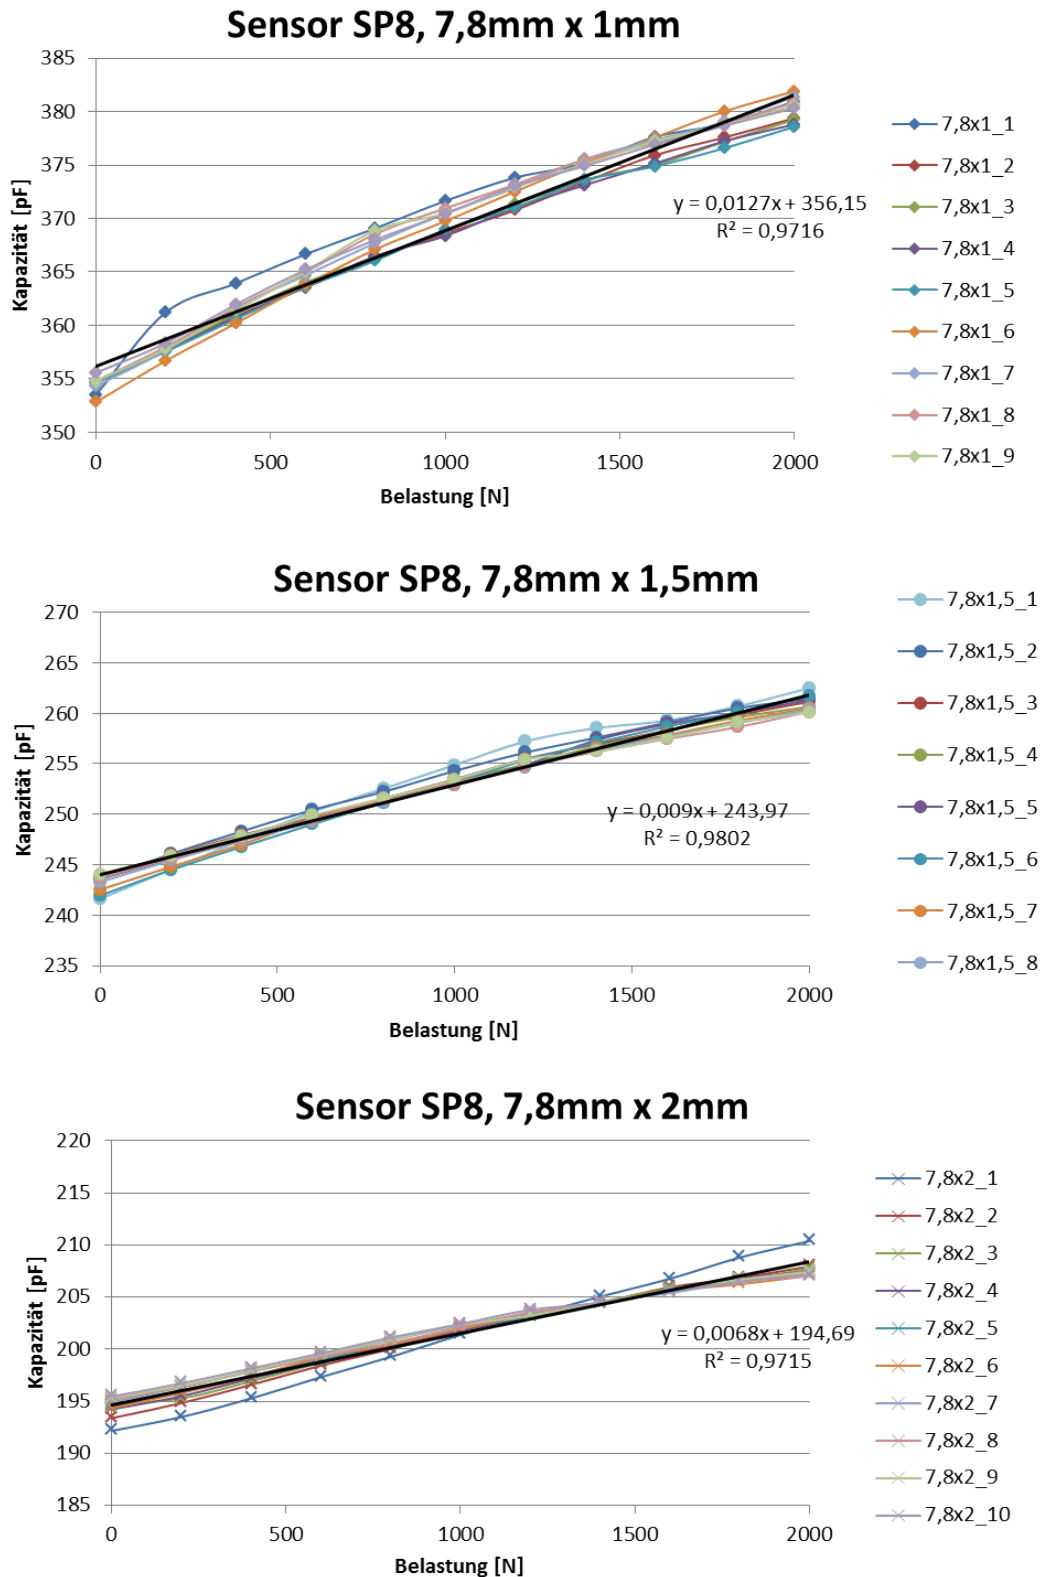 Sensor SP8, 7,8mm x 1mm
385
380
375
370
365
360
355
350
Kapazität [pF]
0
500
1000
1500
2000
Belastung [N]
y = 0,0127x + 356,15
R² = 0,9716
7,8x1_1
7,8x1_2
7,8x1_3
7,8x1_4
7,8x1_5
7,8x1_6
7,8x1_7
7,8x1_8
7,8x1_9
Sensor SP8, 7,8mm x 1,5mm
270
265
260
255
250
245
240
235
Kapazität [pF]
0
500
1000
1500
2000
Belastung [N]
y = 0,009x + 243,97
R² = 0,9802
7,8x1,5_1
7,8x1,5_2
7,8x1,5_3
7,8x1,5_4
7,8x1,5_5
7,8x1,5_6
7,8x1,5_7
7,8x1,5_8
Sensor SP8, 7,8mm x 2mm
220
215
210
205
200
195
190
185
Kapazität [pF]
0
500
1000
1500
2000
Belastung [N]
y = 0,0068x + 194,69
R² = 0,9715
7,8x2_1
7,8x2_2
7,8x2_3
7,8x2_4
7,8x2_5
7,8x2_6
7,8x2_7
7,8x2_8
7,8x2_9
7,8x2_10